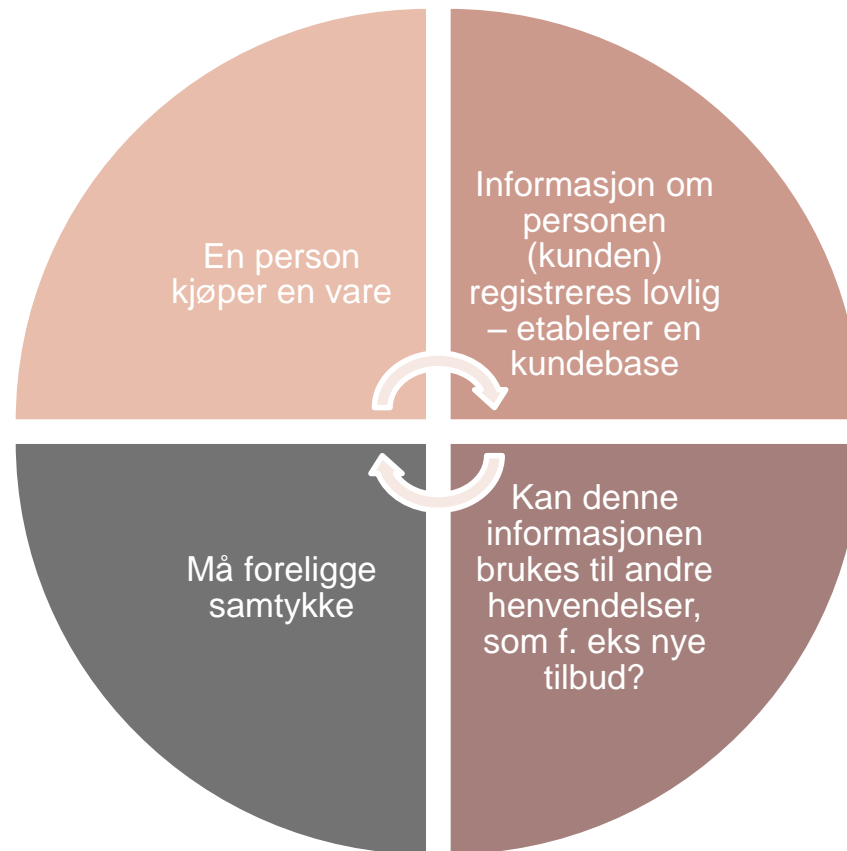 En person
kjøper en vare
Informasjon om
personen
(kunden)
registreres lovlig
– etablerer en
kundebase
Kan denne
informasjonen
brukes til andre
henvendelser,
som f. eks nye
tilbud?
Må foreligge
samtykke